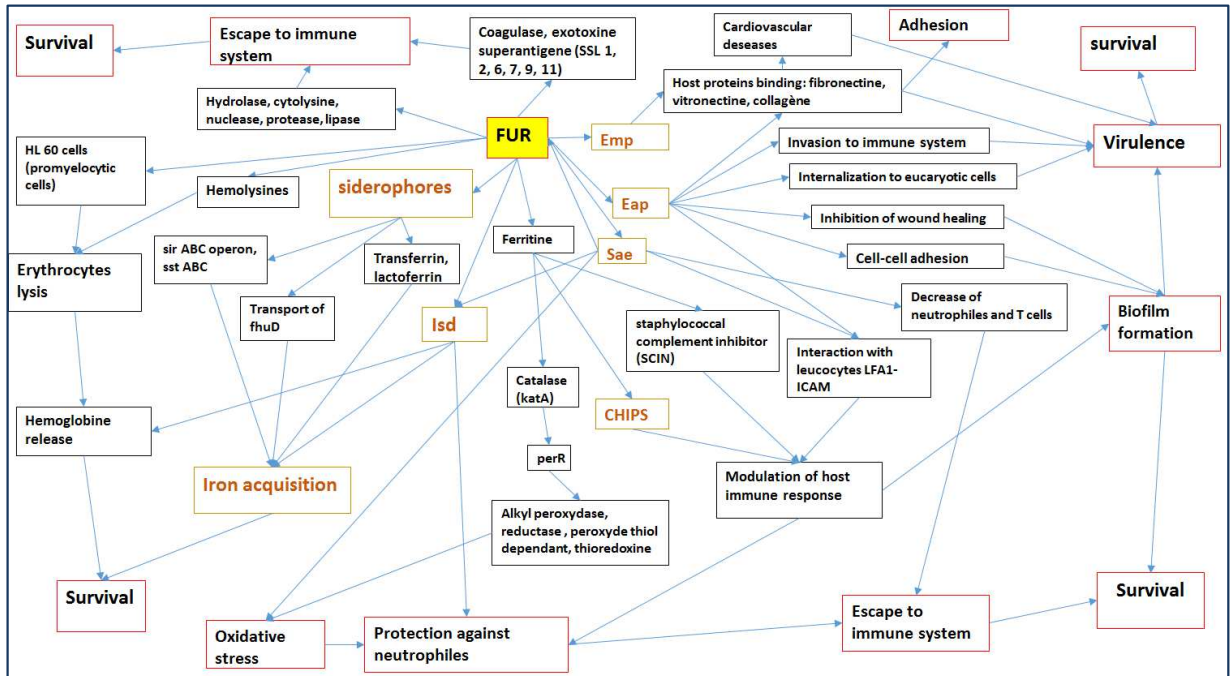 Survival
Escape to immune
system
Coagulase, exotoxine
superantigene (SSL 1,
2, 6, 7, 9, 11)
Cardiovascular
deseases
Adhesion
survival
Hydrolase, cytolysine,
nuclease, protease, lipase
Host proteins binding: fibronectine,
vitronectine, collagène
FUR
Emp
Virulence
HL 60 cells
(promyelocytic
cells)
Hemolysines
siderophores
Invasion to immune system
Internalization to eucaryotic cells
Eap
Inhibition of wound healing
Ferritine
Sae
Cell-cell adhesion
sir ABC operon,
sst ABC
Transferrin,
lactoferrin
Erythrocytes
lysis
Transport of
fhuD
Isd
Decrease of
neutrophiles and T cells
Biofilm
formation
staphylococcal
complement inhibitor
(SCIN)
Interaction with
leucocytes LFA1-
ICAM
Catalase
(katA)
CHIPS
Hemoglobine
release
perR
Iron acquisition
Modulation of host
immune response
Alkyl peroxydase,
reductase , peroxyde thiol
dependant, thioredoxine
Survival
Oxidative
stress
Protection against
neutrophiles
Escape to
immune system
Survival